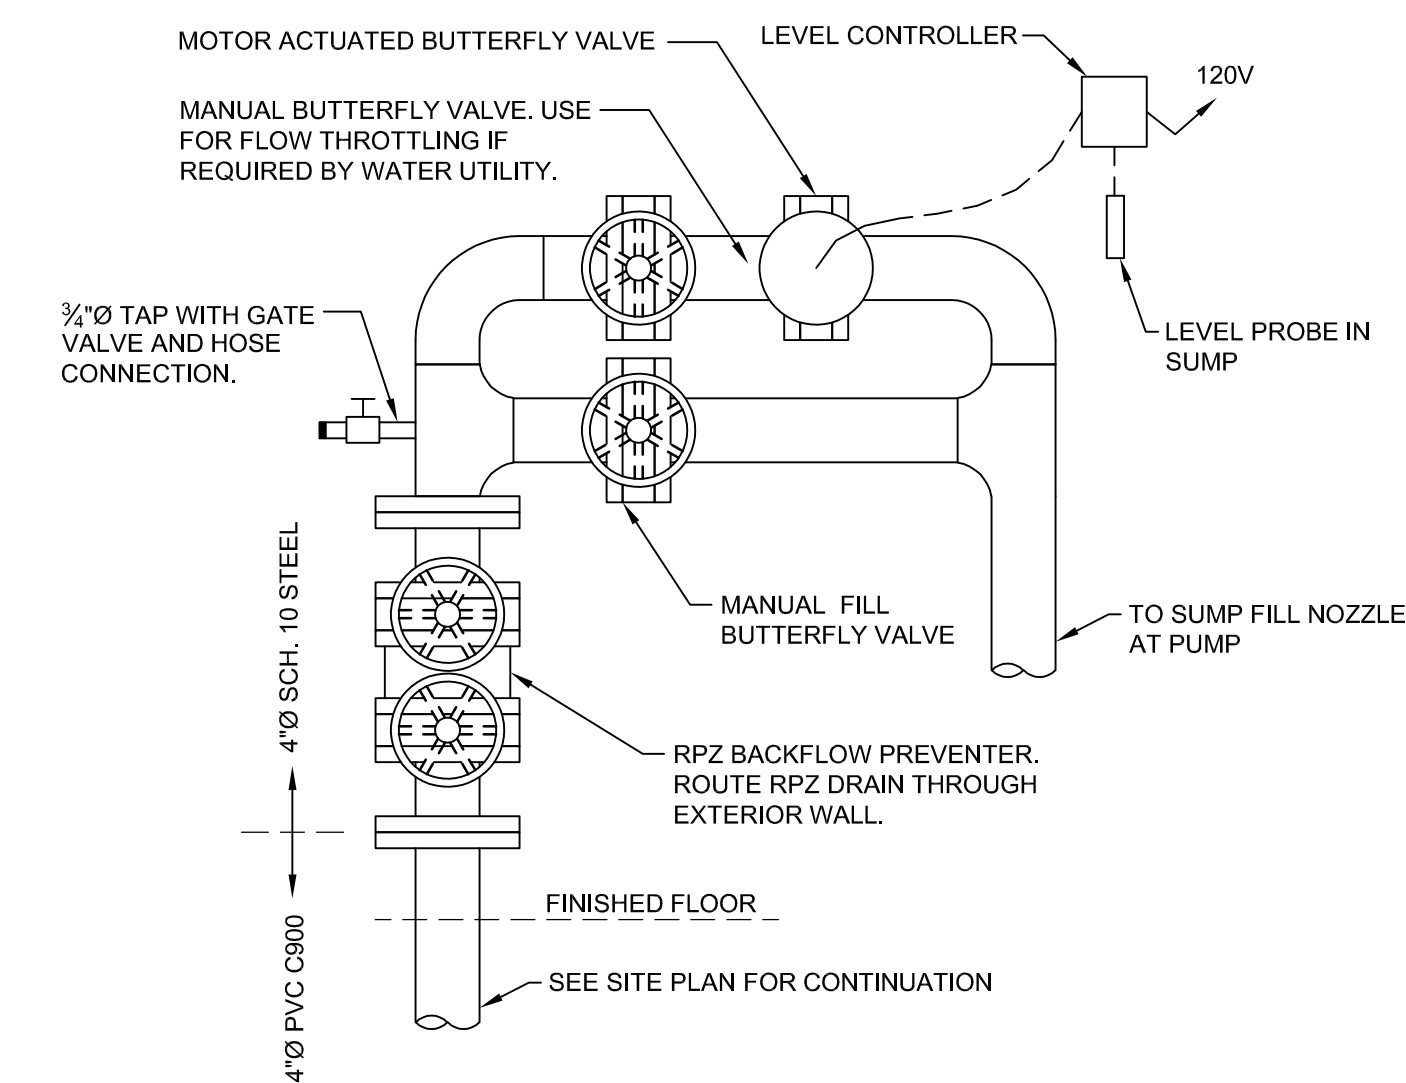 MOTOR ACTUATED BUTTERFLY VALVE
LEVEL CONTROLLER
120V
MANUAL BUTTERFLY VALVE. USE
FOR FLOW THROTTLING IF
REQUIRED BY WATER UTILITY.
¾"Ø TAP WITH GATE
VALVE AND HOSE
CONNECTION.
LEVEL PROBE IN
SUMP
4"Ø SCH. 10 STEEL
MANUAL FILL
BUTTERFLY VALVE
TO SUMP FILL NOZZLE
AT PUMP
RPZ BACKFLOW PREVENTER.
ROUTE RPZ DRAIN THROUGH
EXTERIOR WALL.
FINISHED FLOOR
4"Ø PVC C900
SEE SITE PLAN FOR CONTINUATION